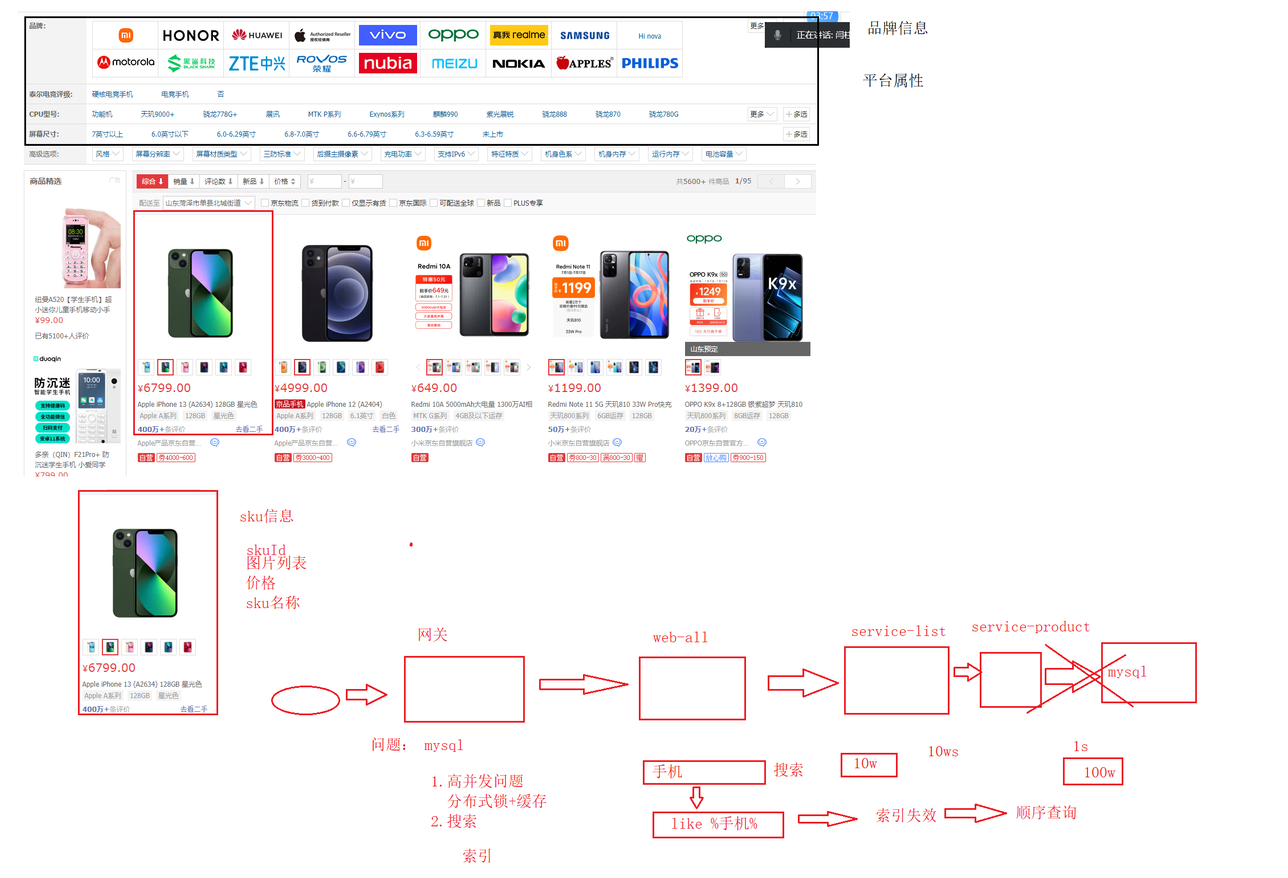 03:57
品牌:
更多
正在讲话: 闫
品牌信息
HONOR
HUAWEI
Authorized Reseller
授权经销商
vivo
oppo
真我 realme
SAMSUNG
Hi nova
motorola
黑鲨科技
BLACK SHARK
ZTE中兴
ROVOS
荣耀
nubia
MEIZU
NOKIA
APPLES
PHILIPS
平台属性
泰尔电竞评级: 硬核电竞手机 电竞手机 否
CPU型号: 功能机 天玑9000+ 骁龙778G+ 展讯 MTK P系列 Exynos系列 麒麟990 紫光展锐 骁龙888 骁龙870 骁龙780G 更多 +多选
屏幕尺寸: 7英寸以上 6.0英寸以下 6.0-6.29英寸 6.8-7.0英寸 6.6-6.79英寸 6.3-6.59英寸 未上市 +多选
高级选项: 风格 屏幕分辨率 屏幕材质类型 三防标准 后摄主摄像素 充电功率 支持IPv6 特征特质 机身色系 机身内存 运行内存 电池容量
商品精选
综合 销量 评论数 新品 价格 ¥ - ¥ 共5600+ 件商品 1/95 < >
配送至 山东菏泽市单县北城街道 京东物流 货到付款 仅显示有货 京东国际 可配送全球 新品 PLUS专享
08:30
纽曼A520【学生手机】超
小迷你儿童手机移动小手
¥99.00
已有5100+人评价
duoqin
防沉迷
智能学生手机
10:00
多亲（QIN）F21Pro+ 防
沉迷学生手机 小爱同学
¥799.00
¥6799.00
Apple iPhone 13 (A2634) 128GB 星光色
Apple A系列 128GB 星光色
400万+条评价 去看二手
Apple产品京东自营...
自营 券4000-600
¥4999.00
京品手机 Apple iPhone 12 (A2404)
Apple A系列 128GB 6.1英寸 白色
400万+条评价 去看二手
Apple产品京东自营...
自营 券3000-400
Redmi 10A
特惠50元
到手价649元
¥649.00
Redmi 10A 5000mAh大电量 1300万AI相
MTK G系列 4GB及以下运存
300万+条评价
小米京东自营旗舰店
自营
Redmi Note 11
1199
天玑810
33W Pro
¥1199.00
Redmi Note 11 5G 天玑810 33W Pro快充
天玑800系列 6GB运存 128GB
50万+条评价
小米京东自营旗舰店
自营 券800-30 满800-30
oppo
OPPO K9x
¥1249
K9x
山东预定
¥1399.00
OPPO K9x 8+128GB 银紫超梦 天玑810
天玑800系列 8GB运存 128GB
20万+条评价
OPPO京东自营官方...
自营 放心购 券900-150
¥6799.00
Apple iPhone 13 (A2634) 128GB 星光色
Apple A系列 128GB 星光色
400万+条评价 去看二手
sku信息
skuId
图片列表
价格
sku名称
网关
web-all
service-list
service-product
mysql
问题: mysql
1.高并发问题
分布式锁+缓存
2.搜索
索引
手机 搜索
like %手机%
索引失效
顺序查询
10w
10ws
1s
100w